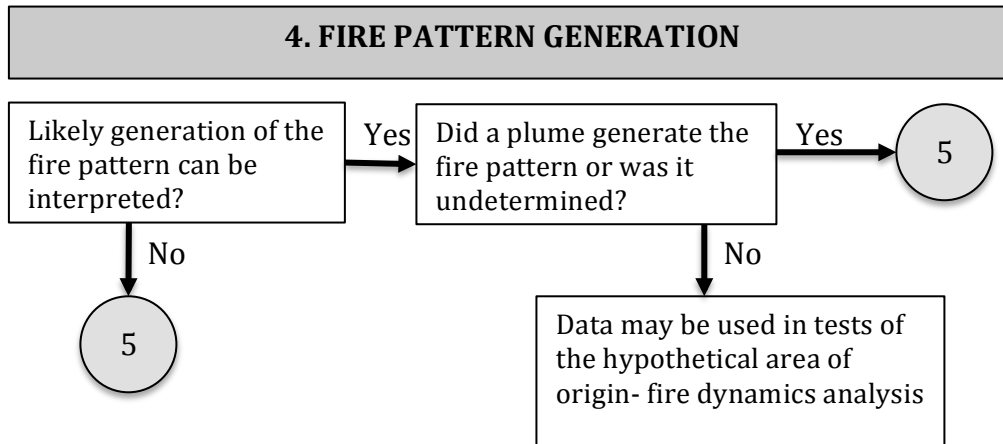 4. FIRE PATTERN GENERATION
Likely generation of the
fire pattern can be
interpreted?
Yes
Did a plume generate the
fire pattern or was it
undetermined?
Yes
5
No
5
No
Data may be used in tests of
the hypothetical area of
origin- fire dynamics analysis